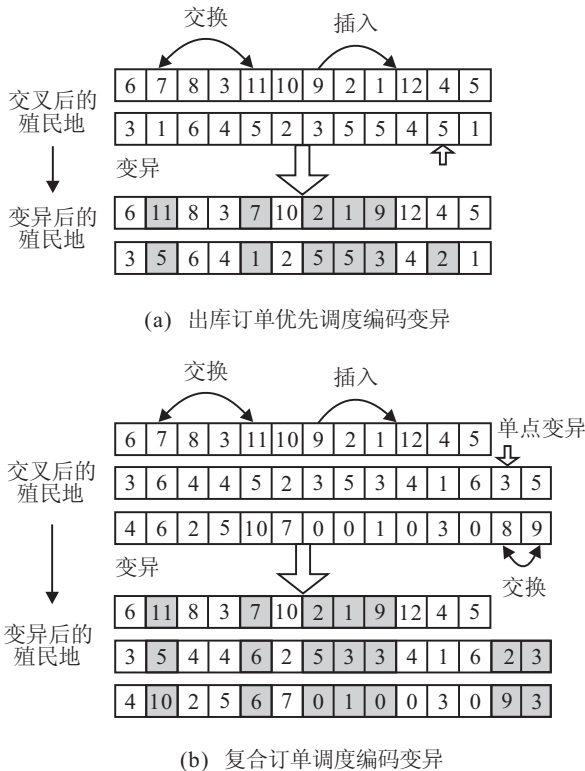 交换 插入
交叉后的殖民地
6 7 8 3 11 10 9 2 1 12 4 5
3 1 6 4 5 2 3 5 5 4 5 1
变异
变异后的殖民地
6 11 8 3 7 10 2 1 9 12 4 5
3 5 6 4 1 2 5 5 3 4 2 1
(a) 出库订单优先调度编码变异
交换 插入
单点变异
交叉后的殖民地
6 7 8 3 11 10 9 2 1 12 4 5
3 6 4 4 5 2 3 5 3 4 1 6 3 5
4 6 2 5 10 7 0 0 1 0 3 0 8 9
变异
交换
变异后的殖民地
6 11 8 3 7 10 2 1 9 12 4 5
3 5 4 4 6 2 5 3 3 4 1 6 2 3
4 10 2 5 6 7 0 1 0 0 3 0 9 3
(b) 复合订单调度编码变异